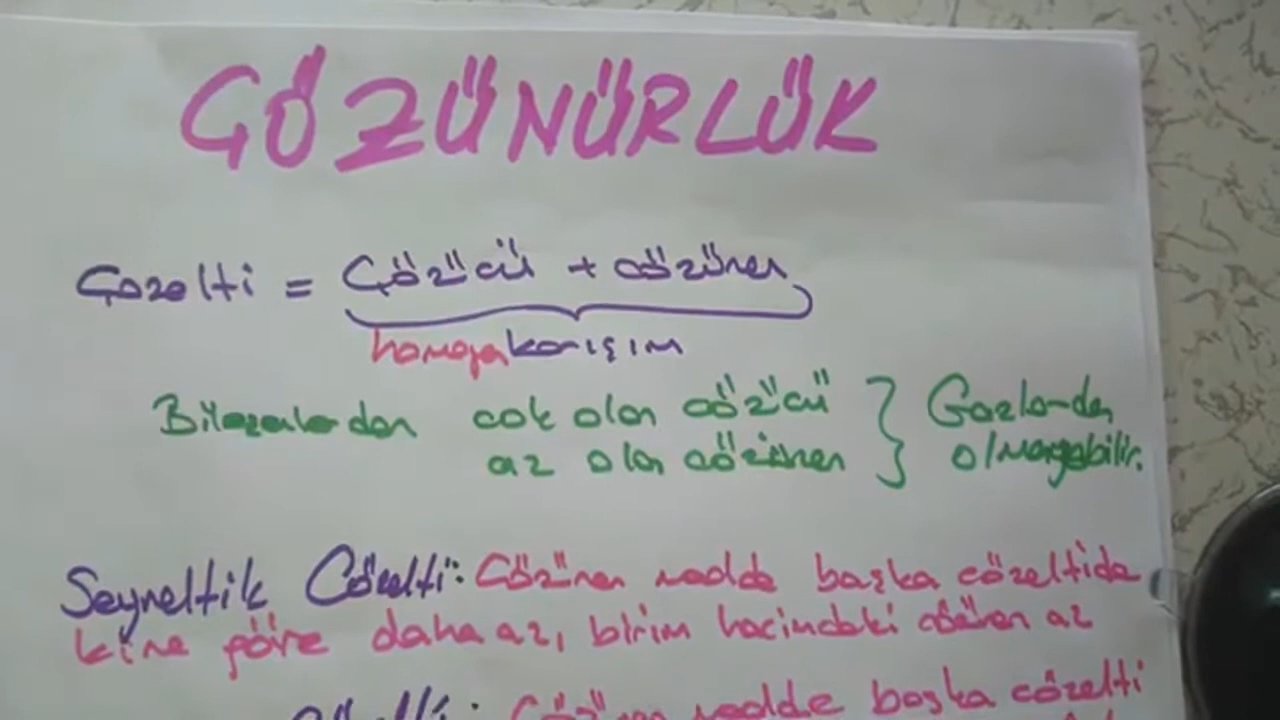 ÇÖZÜNÜRLÜK
Çözelti = Çözücü + çözünen
homojen karışım
Bileşenlerden çok olan çözücü } Gazlardan
az olan çözünen olmayabilir.
Seyreltik Çözelti: Çözünen madde başka çözeltide
kine göre daha az, birim hacimdeki çözünen az
Çözünen madde başka çözelti